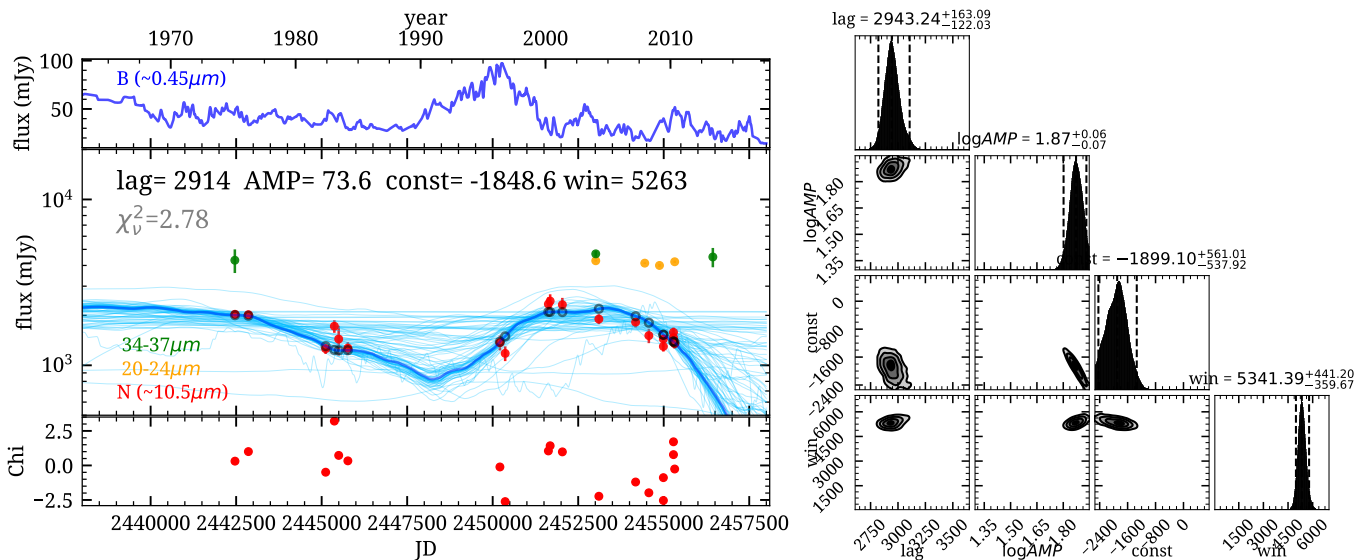 year
1970 1980 1990 2000 2010
100
50
flux (mJy)
B (~0.45μm)
lag= 2914 AMP= 73.6 const= -1848.6 win= 5263
χ²ᵥ=2.78
10⁴
10³
flux (mJy)
34-37μm
20-24μm
N (~10.5μm)
2.5
0.0
−2.5
Chi
2440000 2442500 2445000 2447500 2450000 2452500 2455000 2457500
JD
lag = 2943.24+163.09−122.03
logAMP = 1.87+0.06−0.07
1.80
1.65
1.50
1.35
logAMP
const = −1899.10+561.01−537.92
0
−800
−1600
−2400
const
win = 5341.39+441.20−359.67
6000
4500
3000
1500
win
2750 3000 3250 3500
lag
1.35 1.50 1.65 1.80
logAMP
−2400 −1600 −800 0
const
1500 3000 4500 6000
win